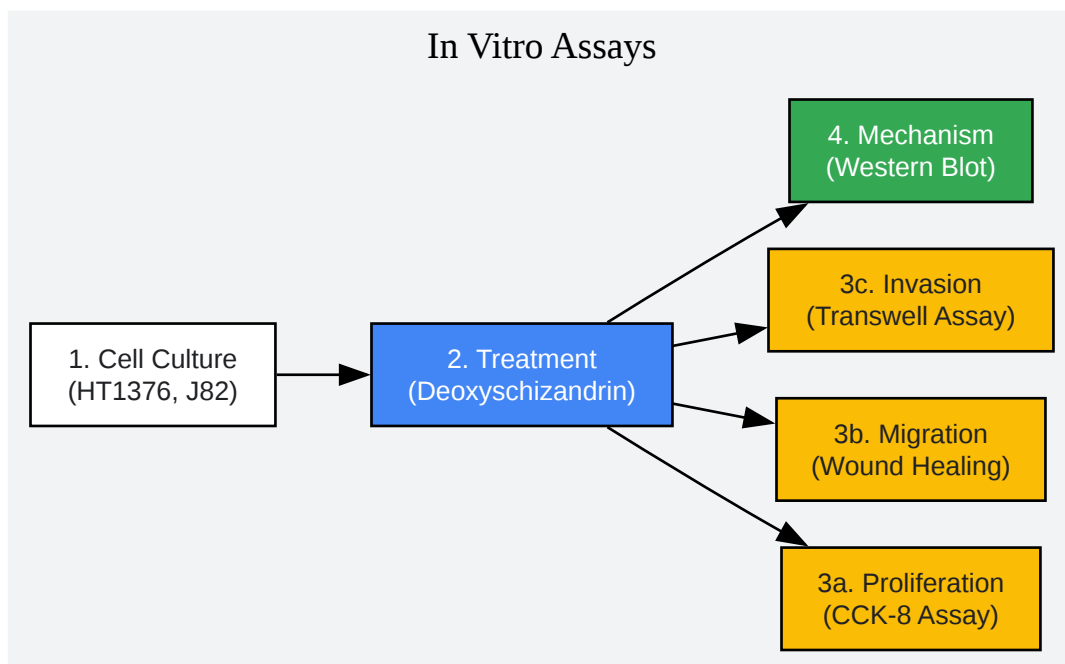 In Vitro Assays
4. Mechanism
(Western Blot)
3c. Invasion
(Transwell Assay)
1. Cell Culture
(HT1376, J82)
2. Treatment
(Deoxyschizandrin)
3b. Migration
(Wound Healing)
3a. Proliferation
(CCK-8 Assay)